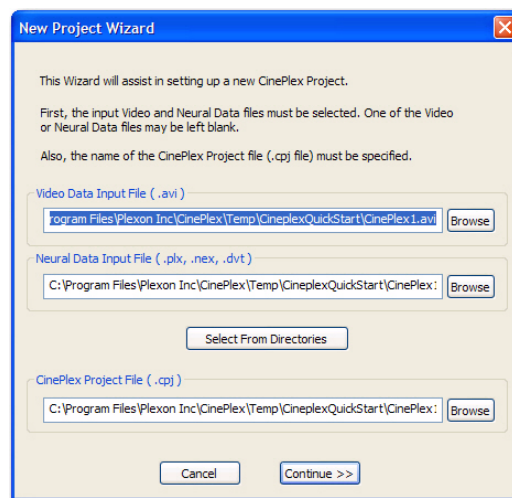 New Project Wizard
This Wizard will assist in setting up a new CinePlex Project.
First, the input Video and Neural Data files must be selected. One of the Video
or Neural Data files may be left blank.
Also, the name of the CinePlex Project file (.cpj file) must be specified.
Video Data Input File ( .avi )
rogram Files\Plexon Inc\CinePlex\Temp\CineplexQuickStart\CinePlex1.avi
Browse
Neural Data Input File ( .plx, .nex, .dvt )
C:\Program Files\Plexon Inc\CinePlex\Temp\CineplexQuickStart\CinePlex1
Browse
Select From Directories
CinePlex Project File ( .cpj )
C:\Program Files\Plexon Inc\CinePlex\Temp\CineplexQuickStart\CinePlex1
Browse
Cancel
Continue >>